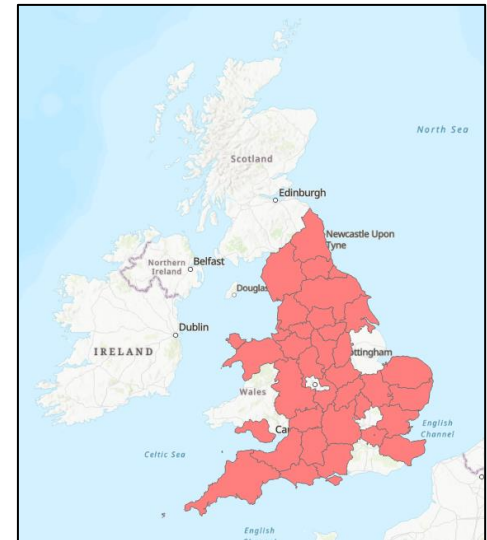 North Sea
Scotland
Edinburgh
Newcastle Upon
Tyne
Northern
Ireland
Belfast
Douglas
Dublin
IRELAND
ttingham
Wales
Ca
English
Channel
Celtic Sea
English